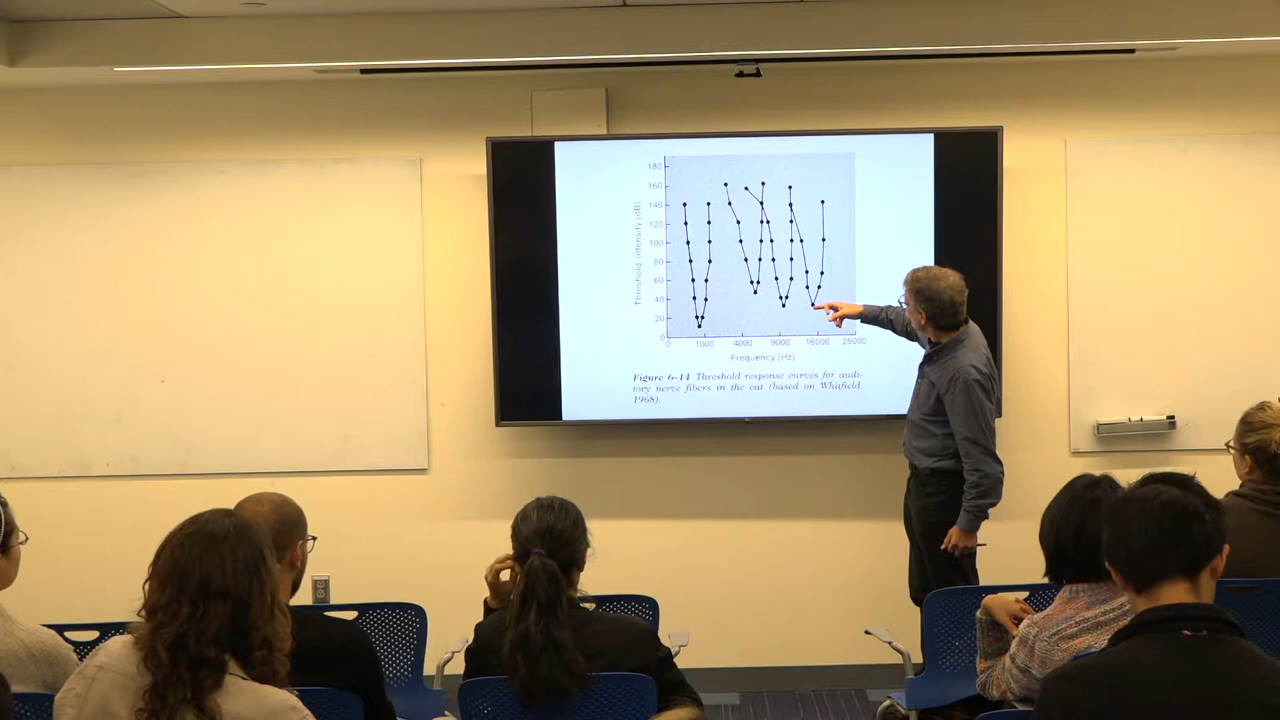 180
160
140
120
100
80
60
40
20
0
Threshold intensity (dB)
0 1000 4000 9000 16000 25000
Frequency (Hz)
Figure 6–14 Threshold response curves for audi-
tory nerve fibers in the cat (based on Whitfield,
1968).